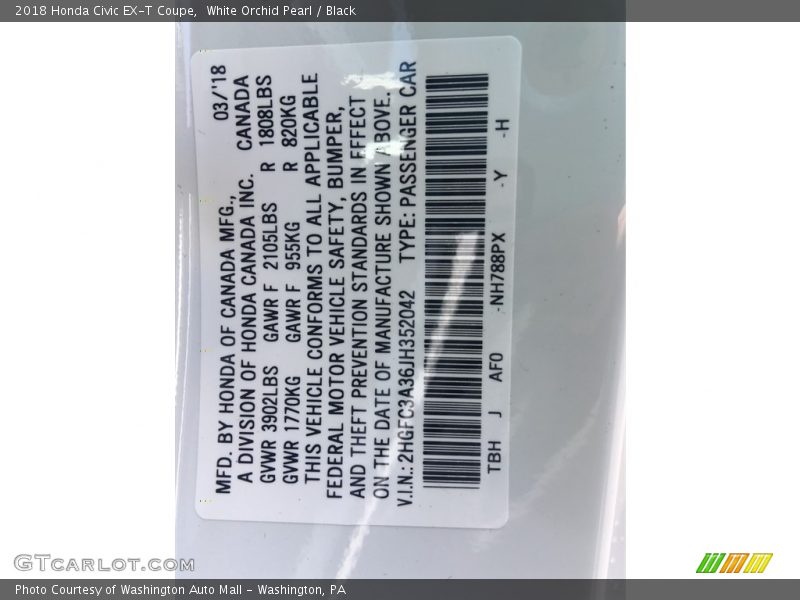 2018 Honda Civic EX-T Coupe, White Orchid Pearl / Black
MFD. BY HONDA OF CANADA MFG., 03/'18
A DIVISION OF HONDA CANADA INC. CANADA
GVWR 3902LBS GAWR F 2105LBS R 1808LBS
GVWR 1770KG GAWR F 955KG R 820KG
THIS VEHICLE CONFORMS TO ALL APPLICABLE
FEDERAL MOTOR VEHICLE SAFETY, BUMPER,
AND THEFT PREVENTION STANDARDS IN EFFECT
ON THE DATE OF MANUFACTURE SHOWN ABOVE.
V.I.N.: 2HGFC3A36JH352042 TYPE: PASSENGER CAR
TBH J AF0 -NH788PX -Y -H
GTCARLOT.COM
Photo Courtesy of Washington Auto Mall - Washington, PA